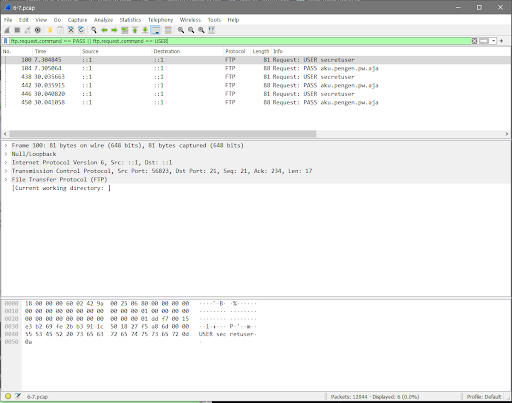 6-7.pcap
File Edit View Go Capture Analyze Statistics Telephony Wireless Tools Help
ftp.request.command == PASS || ftp.request.command == USER
No. Time Source Destination Protocol Length Info
100 7.304845 ::1 ::1 FTP 81 Request: USER secretuser
104 7.305064 ::1 ::1 FTP 88 Request: PASS aku.pengen.pw.aja
438 30.035663 ::1 ::1 FTP 81 Request: USER secretuser
442 30.035915 ::1 ::1 FTP 88 Request: PASS aku.pengen.pw.aja
446 30.040820 ::1 ::1 FTP 81 Request: USER secretuser
450 30.041058 ::1 ::1 FTP 88 Request: PASS aku.pengen.pw.aja
Frame 100: 81 bytes on wire (648 bits), 81 bytes captured (648 bits)
Null/Loopback
Internet Protocol Version 6, Src: ::1, Dst: ::1
Transmission Control Protocol, Src Port: 56823, Dst Port: 21, Seq: 21, Ack: 234, Len: 17
File Transfer Protocol (FTP)
[Current working directory: ]
0000 18 00 00 00 60 02 42 9a 00 25 06 80 00 00 00 00 ····`·B· ·%······
0010 00 00 00 00 00 00 00 00 00 00 00 01 00 00 00 00 ········ ········
0020 00 00 00 00 00 00 00 00 00 00 00 01 dd f7 00 15 ········ ········
0030 e3 b2 69 fe 2b b3 91 1c 50 18 27 f5 a8 6d 00 00 ··i·+··· P·'··m··
0040 55 53 45 52 20 73 65 63 72 65 74 75 73 65 72 0d USER sec retuser·
0050 0a ·
6-7.pcap Packets: 12044 · Displayed: 6 (0.0%) Profile: Default